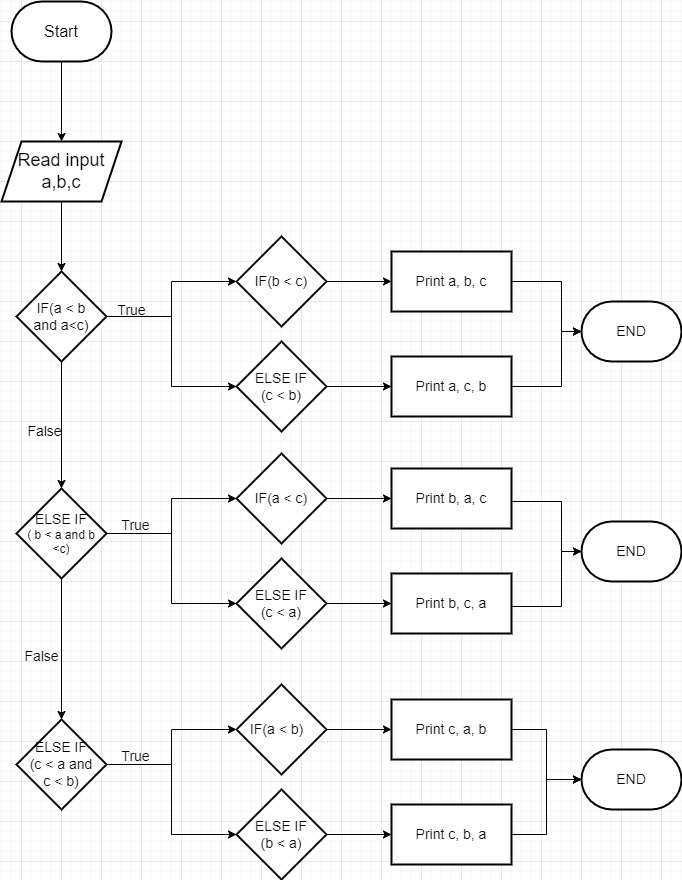 Start
Read input
a,b,c
IF(a < b
and a<c)
True
IF(b < c)
Print a, b, c
ELSE IF
(c < b)
Print a, c, b
END
False
ELSE IF
( b < a and b
<c)
True
IF(a < c)
Print b, a, c
ELSE IF
(c < a)
Print b, c, a
END
False
ELSE IF
(c < a and
c < b)
True
IF(a < b)
Print c, a, b
ELSE IF
(b < a)
Print c, b, a
END